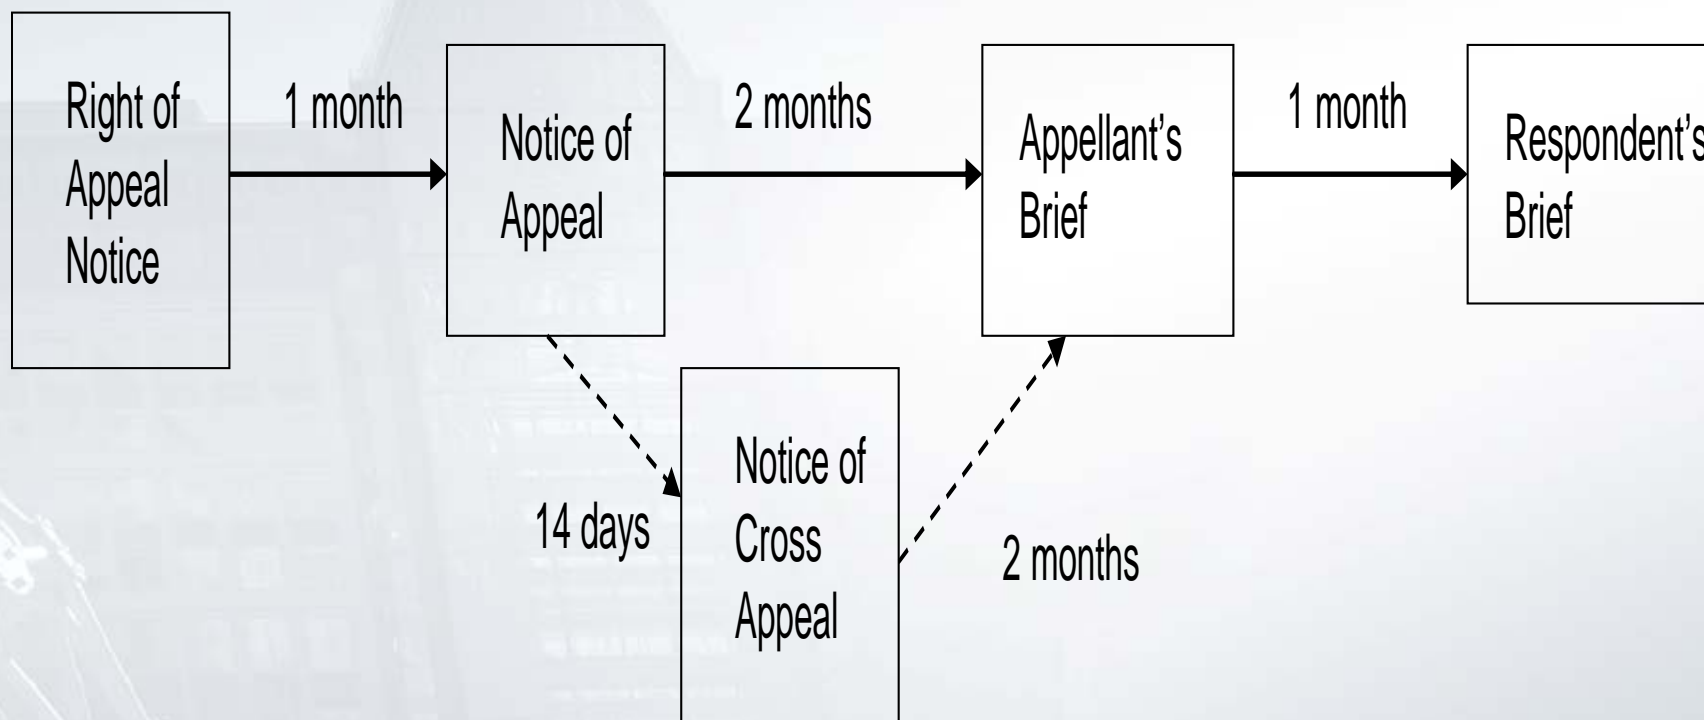 Right of
Appeal
Notice
1 month
Notice of
Appeal
2 months
Appellant’s
Brief
1 month
Respondent’s
Brief
14 days
Notice of
Cross
Appeal
2 months